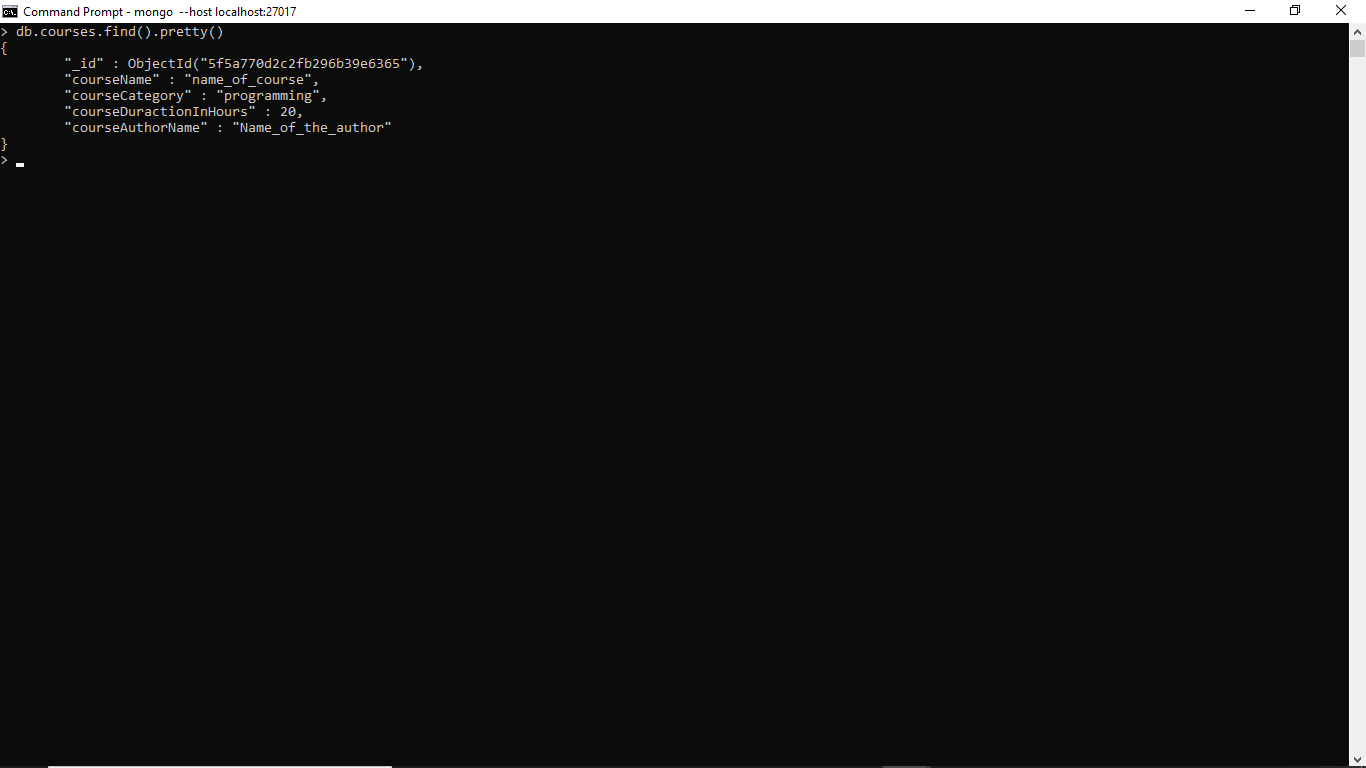 Command Prompt - mongo  --host localhost:27017
> db.courses.find().pretty()
{
        "_id" : ObjectId("5f5a770d2c2fb296b39e6365"),
        "courseName" : "name_of_course",
        "courseCategory" : "programming",
        "courseDuractionInHours" : 20,
        "courseAuthorName" : "Name_of_the_author"
}
>